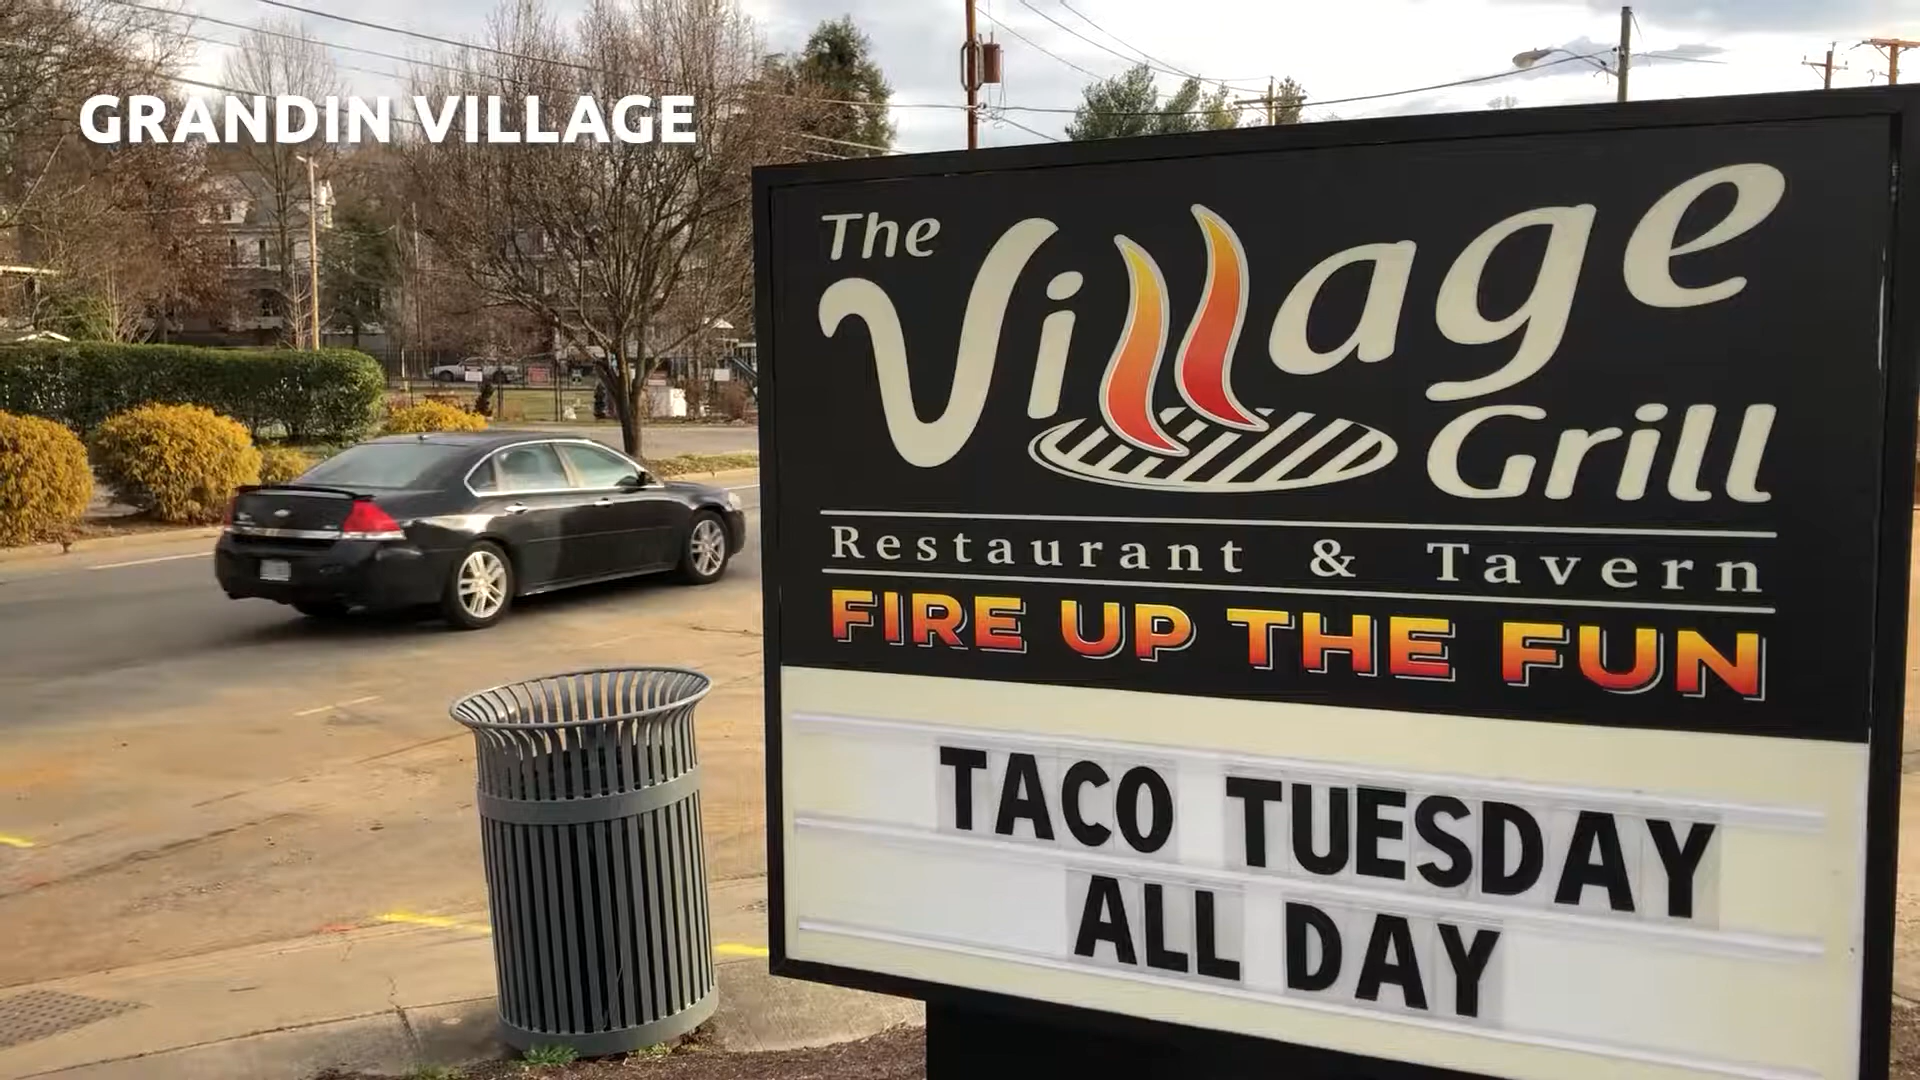 GRANDIN VILLAGE
The
Village
Grill
Restaurant & Tavern
FIRE UP THE FUN
TACO TUESDAY
ALL DAY